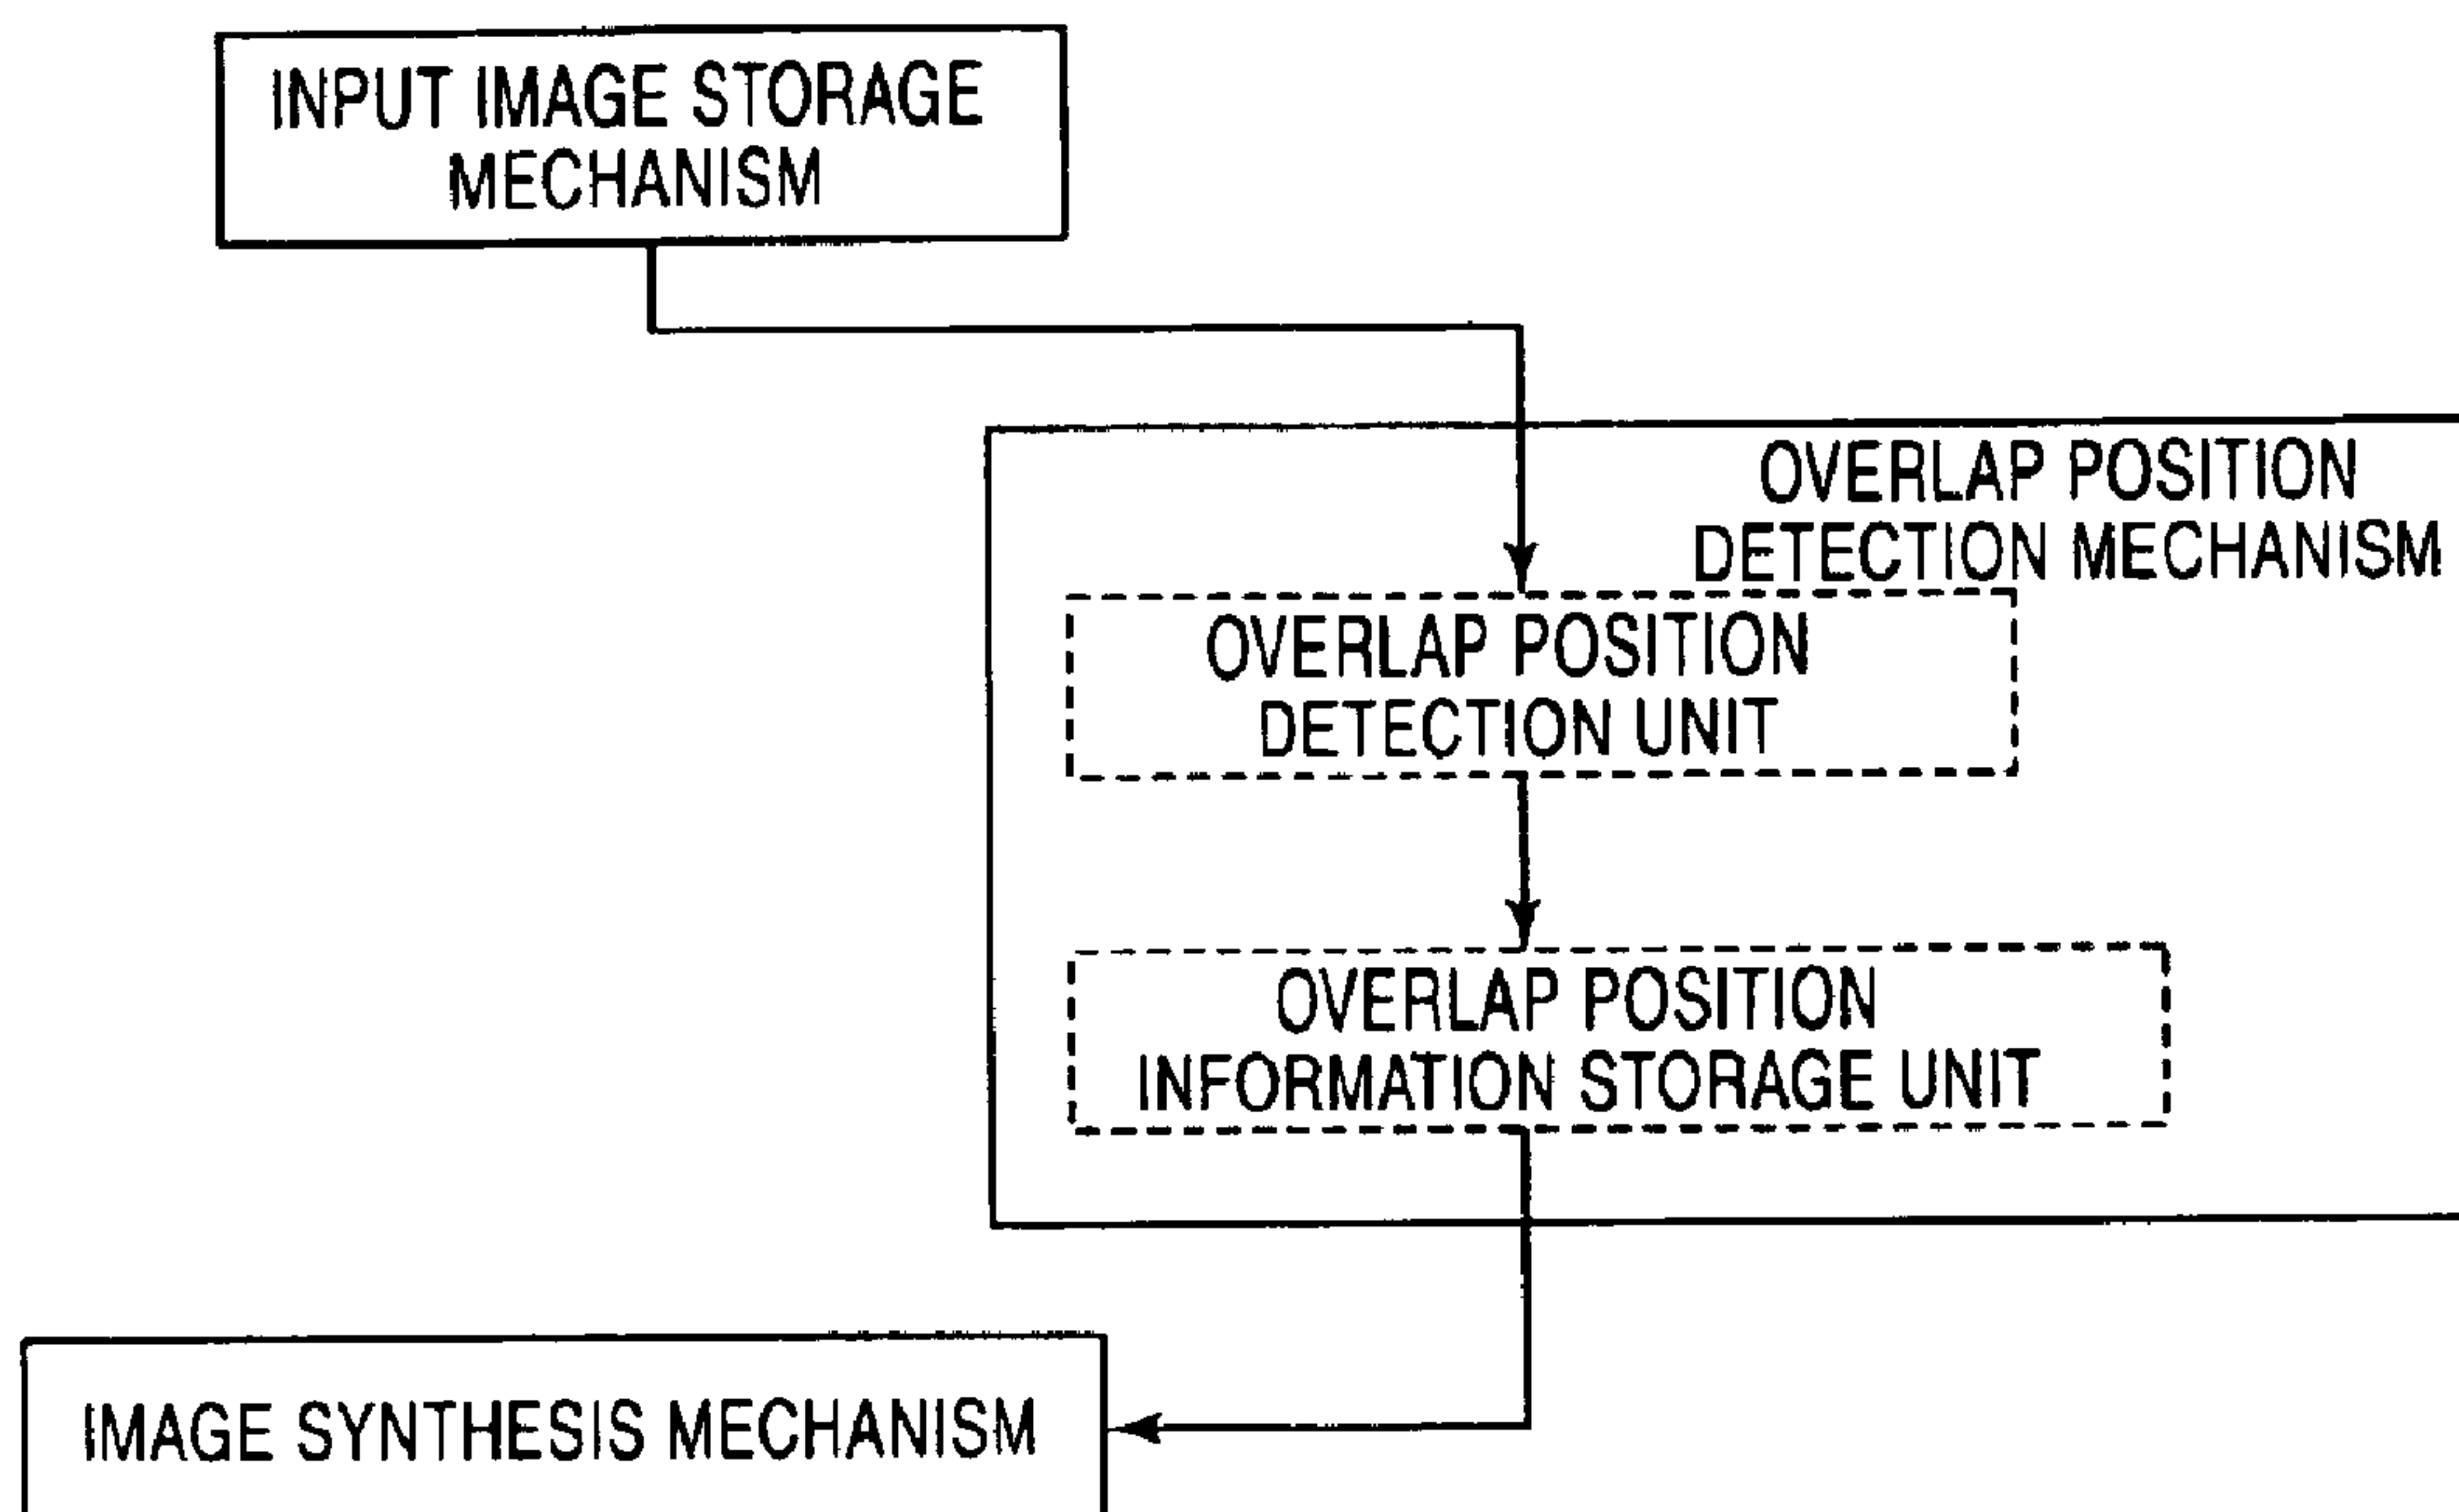 INPUT IMAGE STORAGE
MECHANISM
OVERLAP POSITION
DETECTION MECHANISM
OVERLAP POSITION
DETECTION UNIT
OVERLAP POSITION
INFORMATION STORAGE UNIT
IMAGE SYNTHESIS MECHANISM